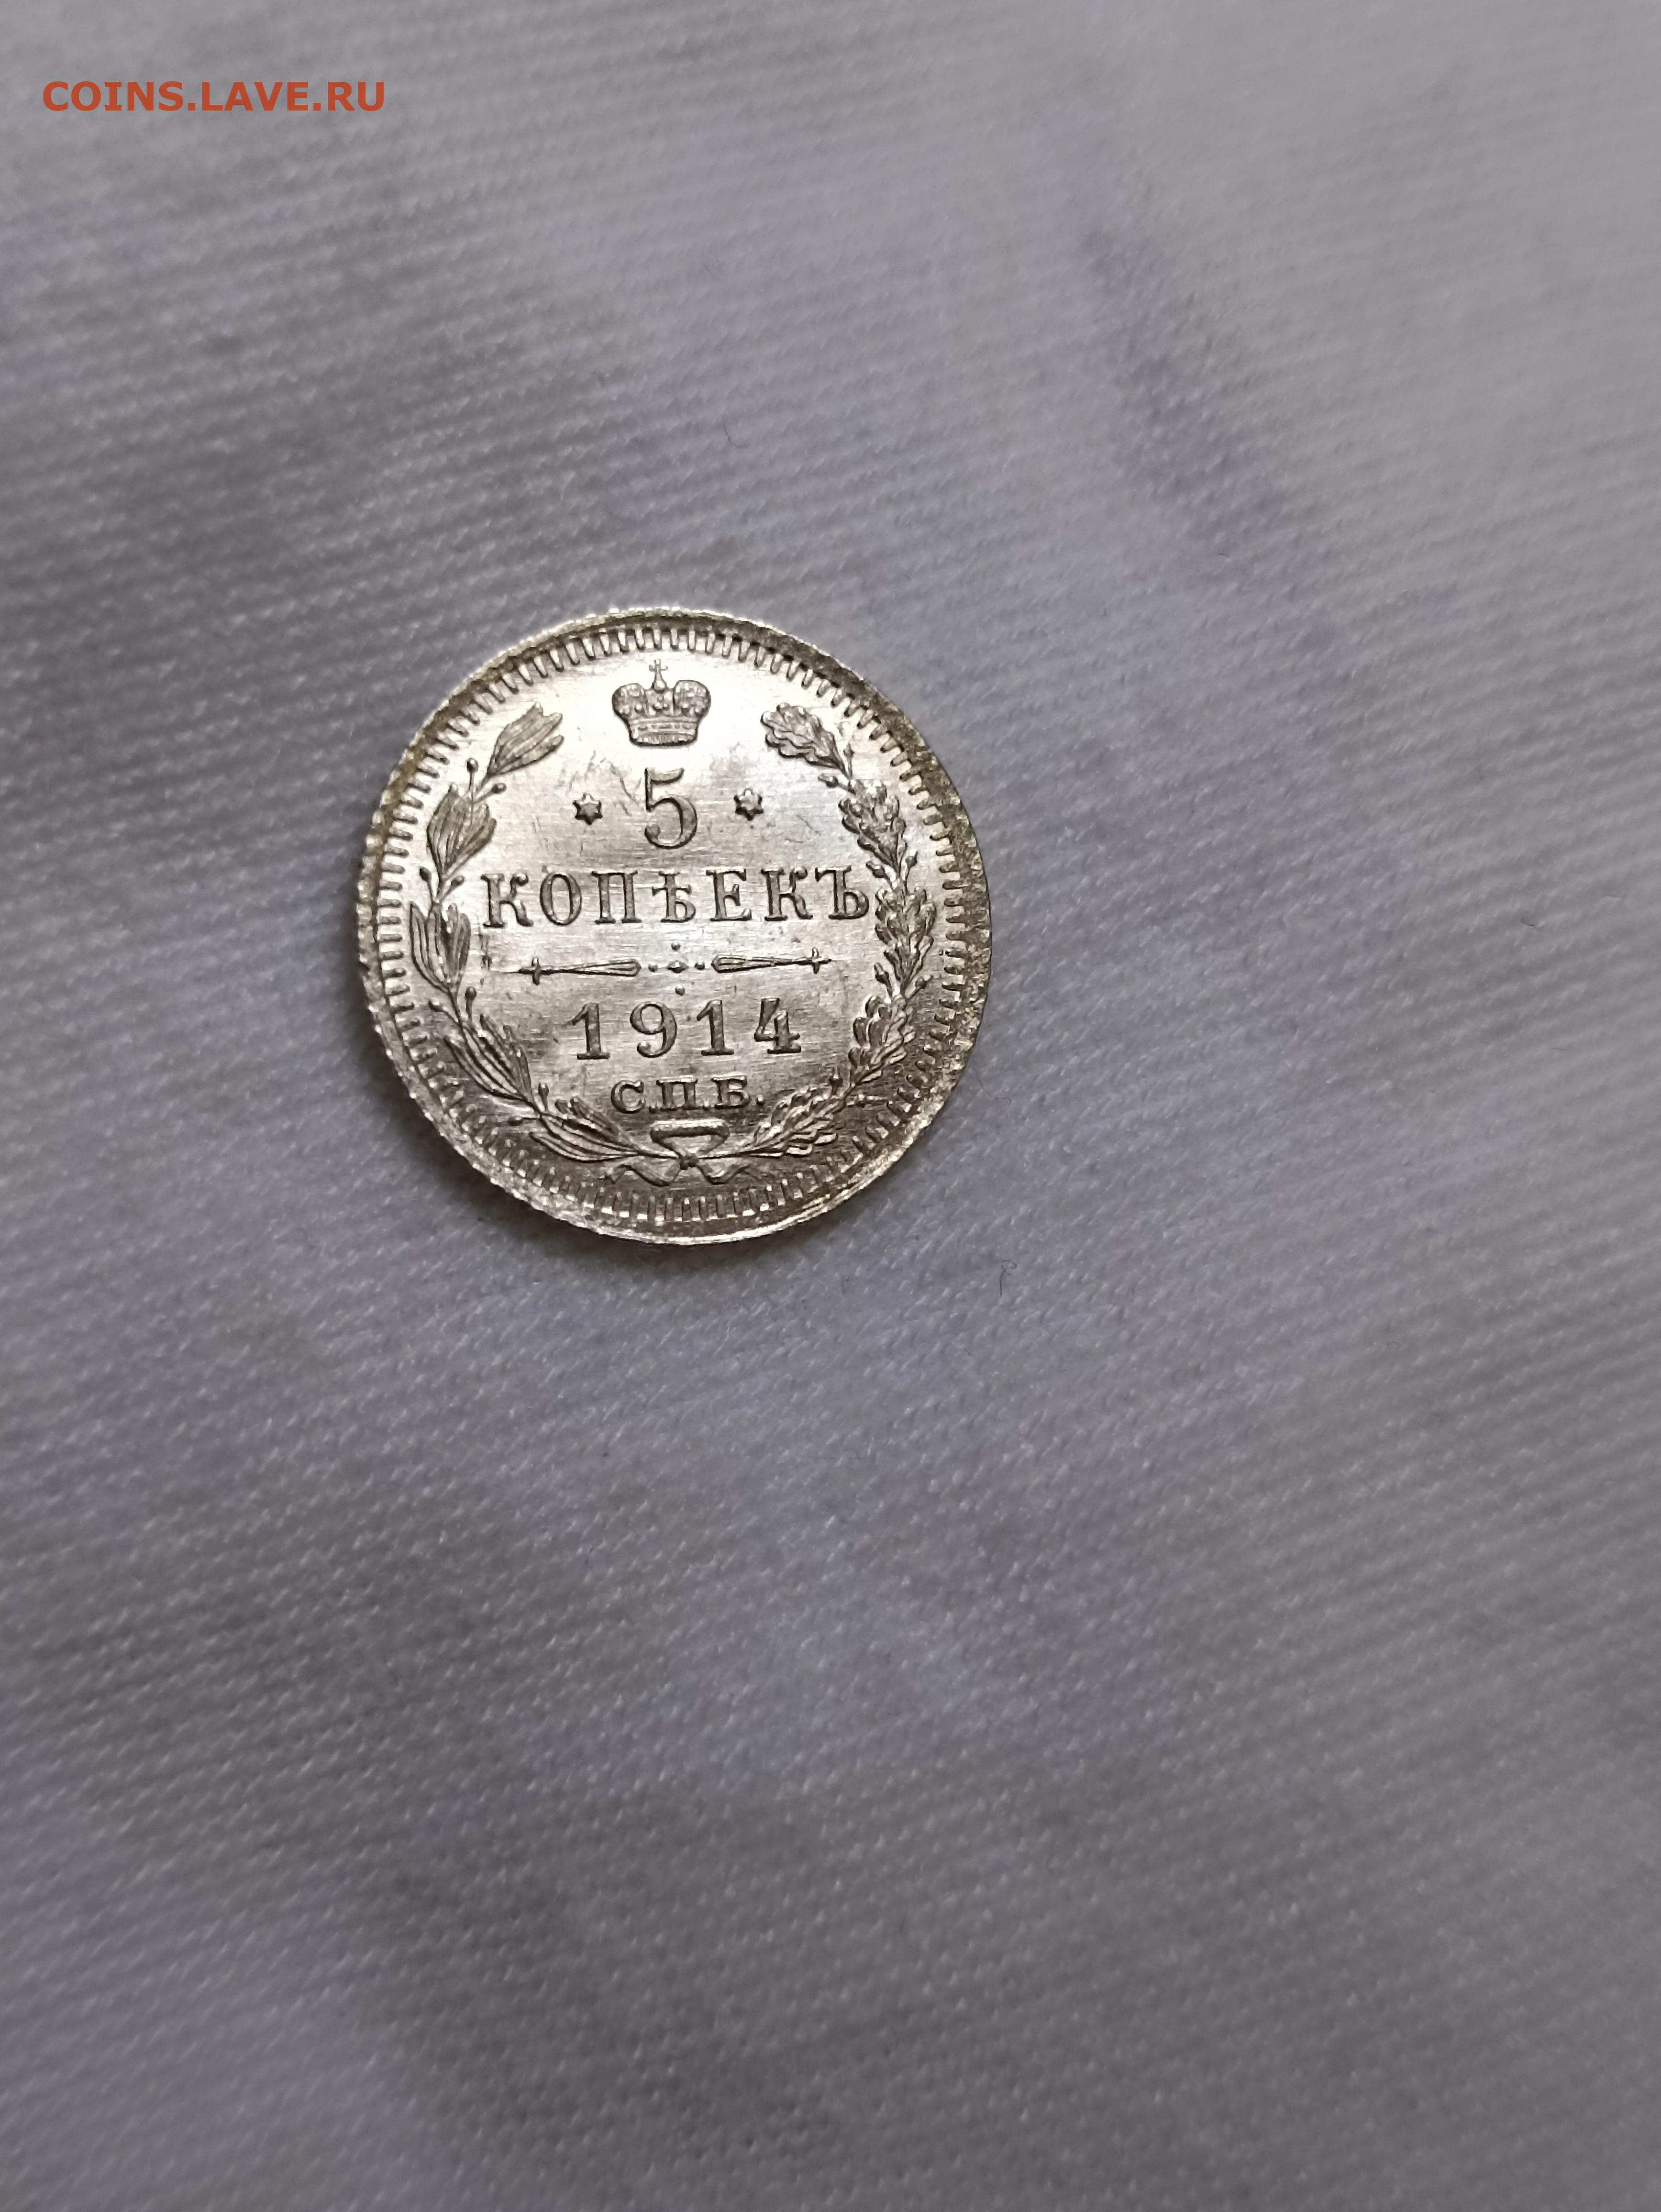 COINS.LAVE.RU
* 5 *
КОПѢЕКЪ
1914
С.П.Б.